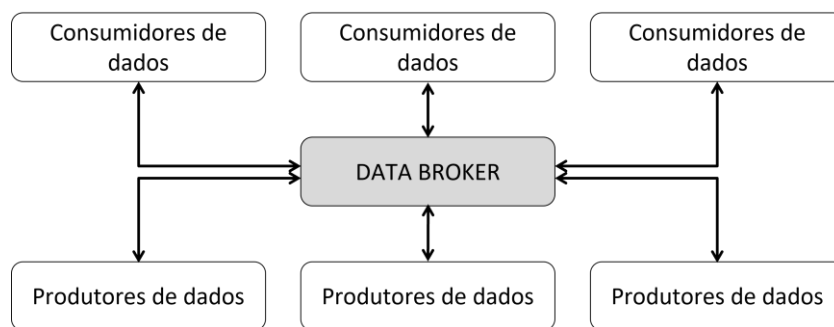 Consumidores de
dados
Consumidores de
dados
Consumidores de
dados
DATA BROKER
Produtores de dados
Produtores de dados
Produtores de dados